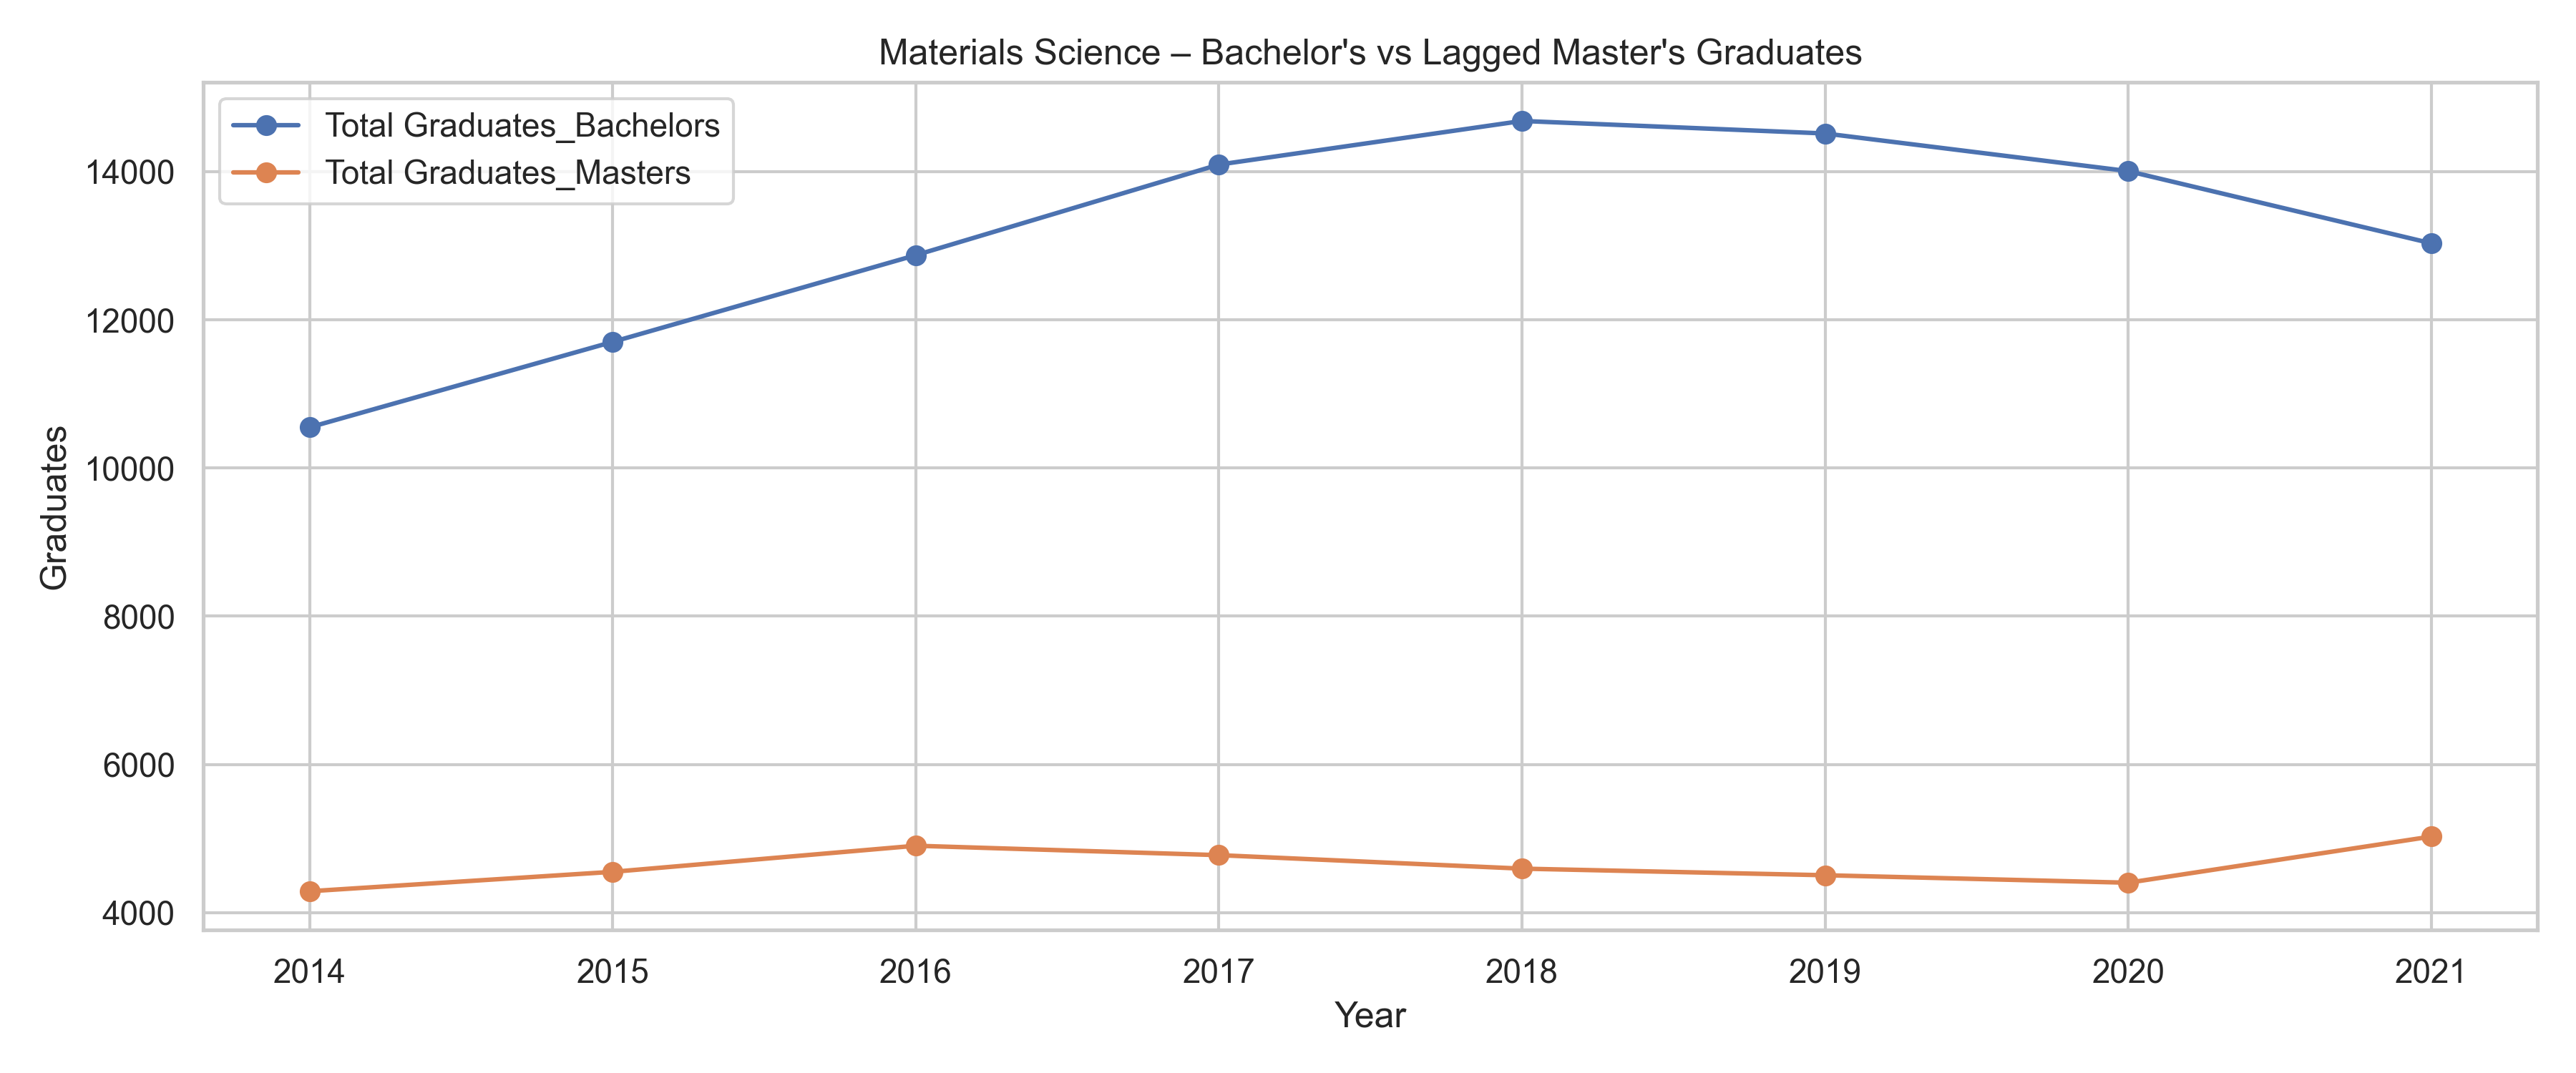 Materials Science – Bachelor's vs Lagged Master's Graduates
Total Graduates_Bachelors
Total Graduates_Masters
Graduates
14000
12000
10000
8000
6000
4000
2014 2015 2016 2017 2018 2019 2020 2021
Year